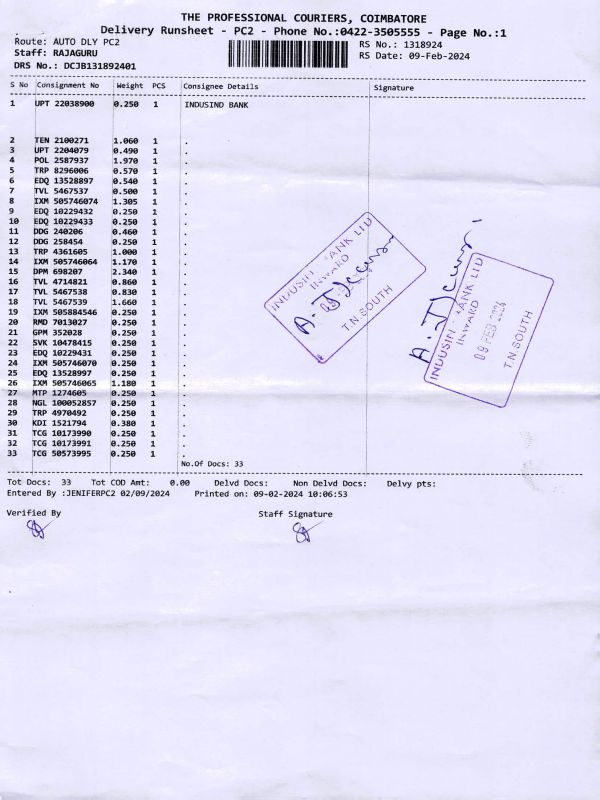 THE PROFESSIONAL COURIERS, COIMBATORE
Delivery Runsheet - PC2 - Phone No.:0422-3505555 - Page No.:1
Route: AUTO DLY PC2
RS No.: 1318924
Staff: RAJAGURU
RS Date: 09-Feb-2024
DRS No.: DCJB131892401
S No Consignment No Weight PCS Consignee Details Signature
1 UPT 22038900 0.250 1 INDUSIND BANK
2 TEN 2100271 1.060 1 .
3 UPT 2204079 0.490 1 .
4 POL 2587937 1.970 1 .
5 TRP 8296006 0.570 1 .
6 EDQ 13528897 0.540 1 .
7 TVL 5467537 0.500 1 .
8 IXM 505746074 1.305 1 .
9 EDQ 10229432 0.250 1 .
10 EDQ 10229433 0.250 1 .
11 DDG 240206 0.460 1 .
12 DDG 258454 0.250 1 .
13 TRP 4361605 1.000 1 .
14 IXM 505746064 1.170 1 .
15 DPM 698207 2.340 1 .
16 TVL 4714821 0.860 1 .
17 TVL 5467538 0.830 1 .
18 TVL 5467539 1.660 1 .
19 IXM 505884546 0.250 1 .
20 RMD 7013027 0.250 1 .
21 GPM 352028 0.250 1 .
22 SVK 10478415 0.250 1 .
23 EDQ 10229431 0.250 1 .
24 IXM 505746070 0.250 1 .
25 EDQ 13528997 0.250 1 .
26 IXM 505746065 1.180 1 .
27 MTP 1274605 0.250 1 .
28 NGL 100052857 0.250 1 .
29 TRP 4970492 0.250 1 .
30 KDI 1521794 0.380 1 .
31 TCG 10173990 0.250 1 .
32 TCG 10173991 0.250 1 .
33 TCG 50573995 0.250 1 .
No.Of Docs: 33
INDUSIN BANK LTD
INWARD
T.N.SOUTH
INDUSIN BANK LTD
INWARD
09 FEB 2024
T.N SOUTH
Tot Docs: 33 Tot COD Amt: 0.00 Delvd Docs: Non Delvd Docs: Delvy pts:
Entered By :JENIFERPC2 02/09/2024 Printed on: 09-02-2024 10:06:53
Verified By Staff Signature